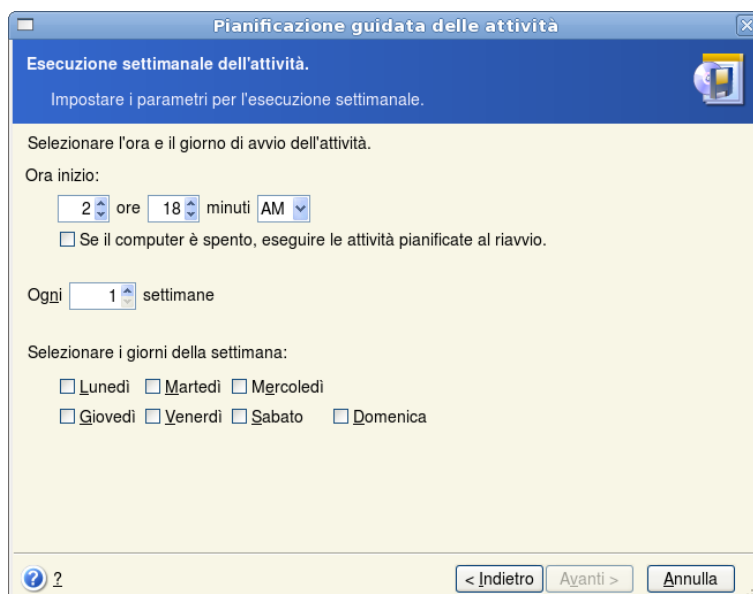 Pianificazione guidata delle attività
Esecuzione settimanale dell'attività.
Impostare i parametri per l'esecuzione settimanale.
Selezionare l'ora e il giorno di avvio dell'attività.
Ora inizio:
2 ore 18 minuti AM
Se il computer è spento, eseguire le attività pianificate al riavvio.
Ogni 1 settimane
Selezionare i giorni della settimana:
Lunedì Martedì Mercoledì
Giovedì Venerdì Sabato Domenica
? ? < Indietro Avanti > Annulla